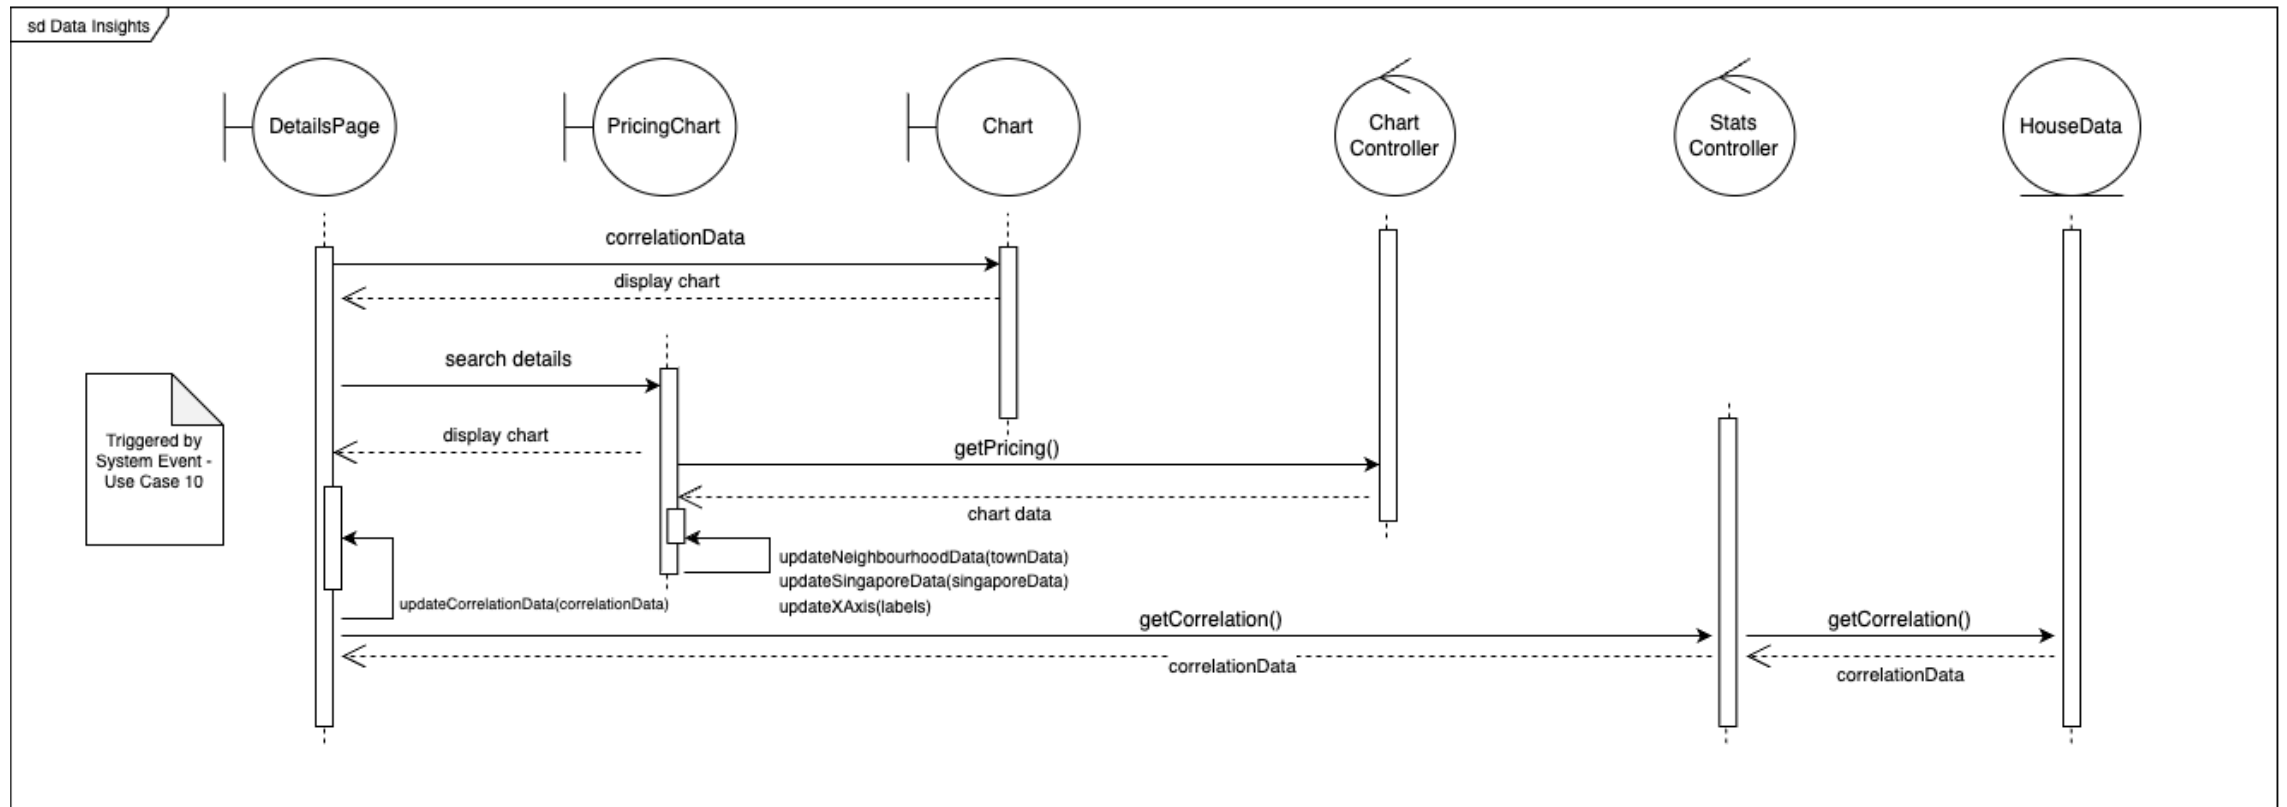 sd Data Insights
DetailsPage
PricingChart
Chart
Chart
Controller
Stats
Controller
HouseData
correlationData
display chart
search details
Triggered by
System Event -
Use Case 10
display chart
getPricing()
chart data
updateNeighbourhoodData(townData)
updateSingaporeData(singaporeData)
updateXAxis(labels)
updateCorrelationData(correlationData)
getCorrelation()
getCorrelation()
correlationData
correlationData